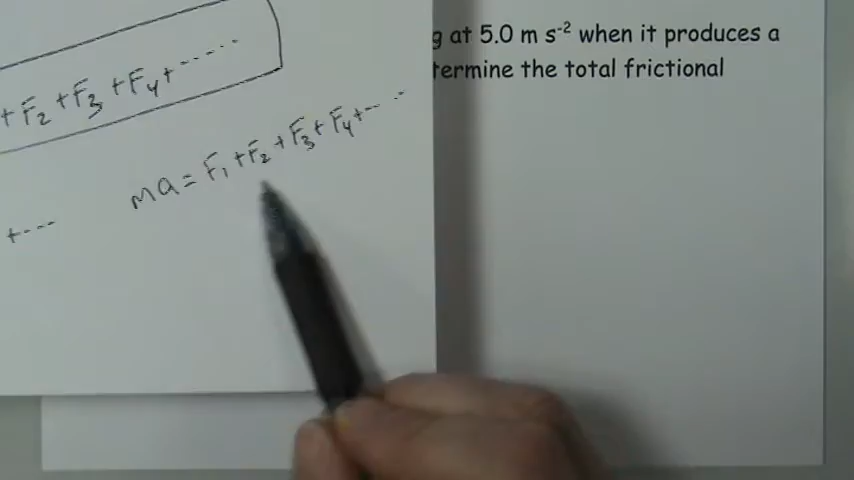 + F₂ + F₃ + F₄ + ......
ma = F₁ + F₂ + F₃ + F₄ + ... ..
+ ---
g at 5.0 m s⁻² when it produces a
termine the total frictional